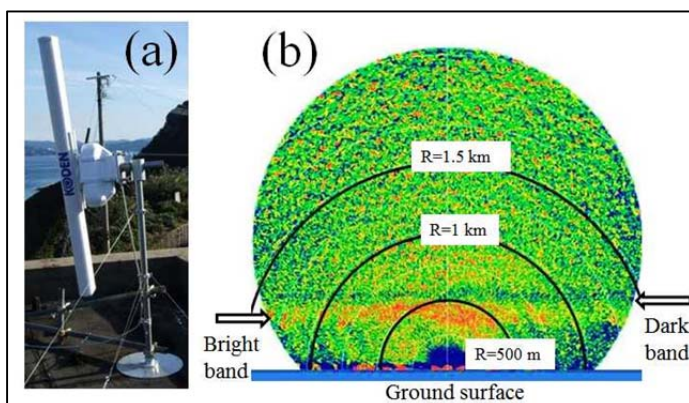 (a)
KODEN
(b)
R=1.5 km
R=1 km
Bright
band
Dark
band
R=500 m
Ground surface